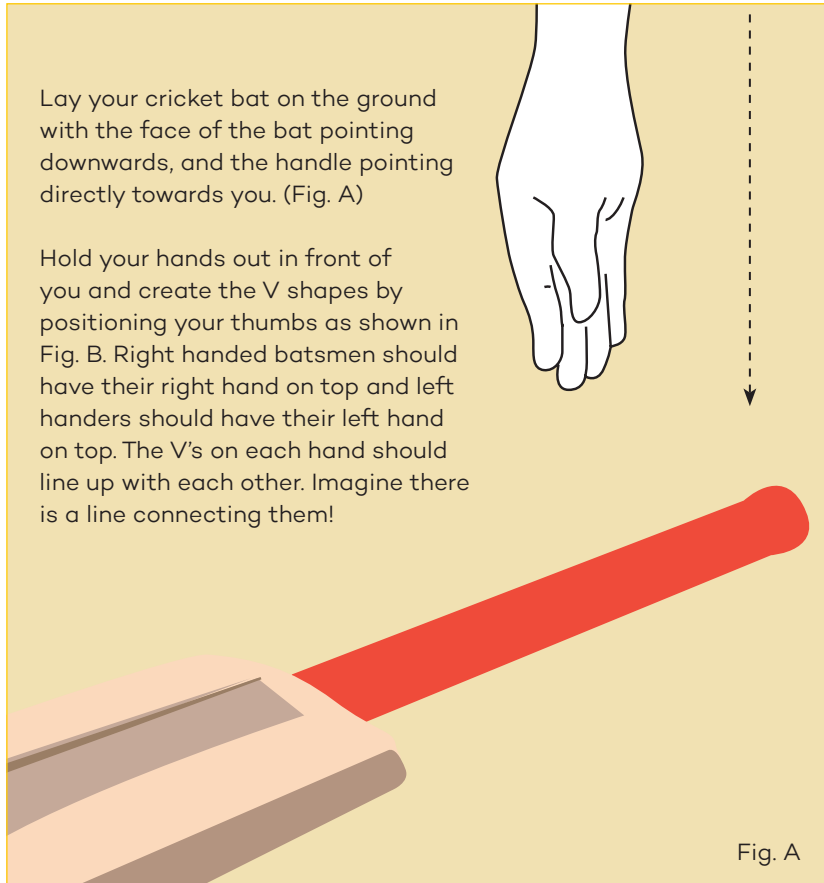 Lay your cricket bat on the ground
with the face of the bat pointing
downwards, and the handle pointing
directly towards you. (Fig. A)
Hold your hands out in front of
you and create the V shapes by
positioning your thumbs as shown in
Fig. B. Right handed batsmen should
have their right hand on top and left
handers should have their left hand
on top. The V's on each hand should
line up with each other. Imagine there
is a line connecting them!
Fig. A